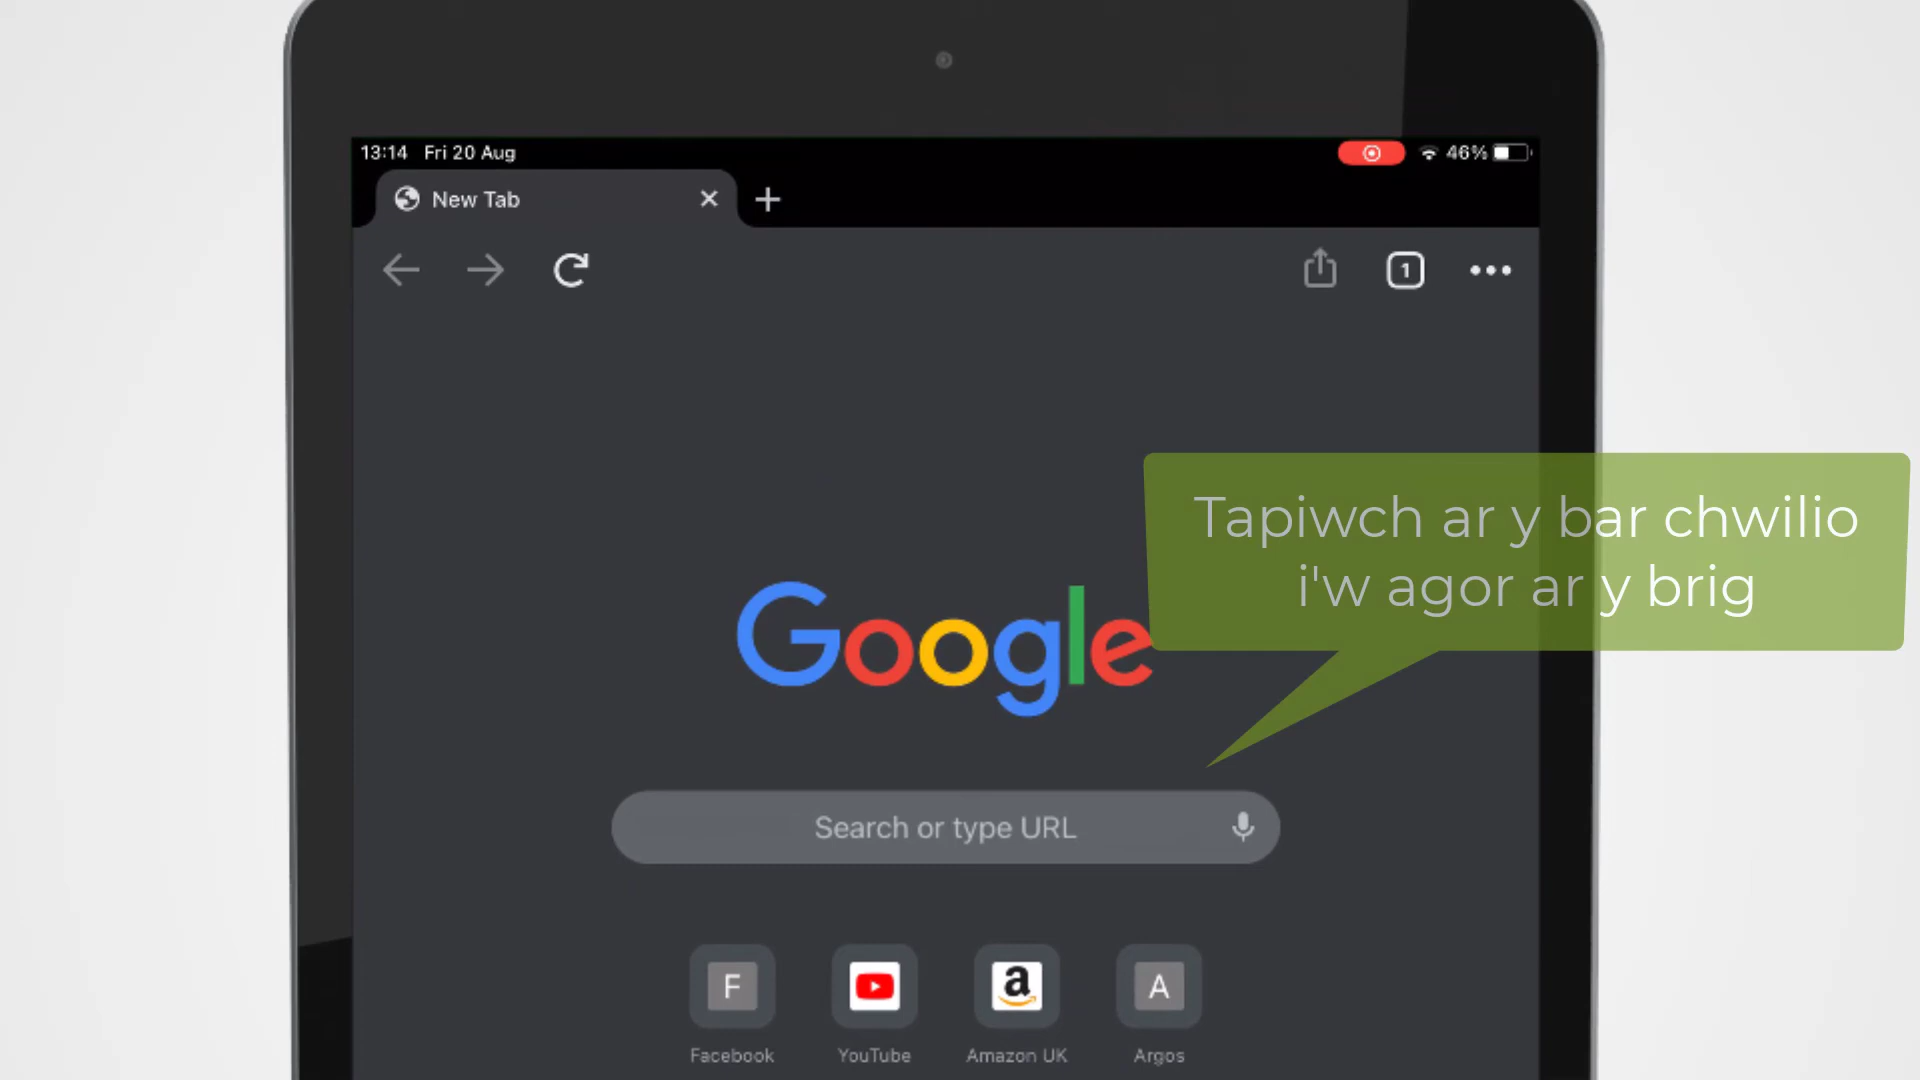 13:14 Fri 20 Aug
46%
New Tab
1
Tapiwch ar y bar chwilio
i'w agor ar y brig
Google
Search or type URL
F
a
A
Facebook
YouTube
Amazon UK
Argos